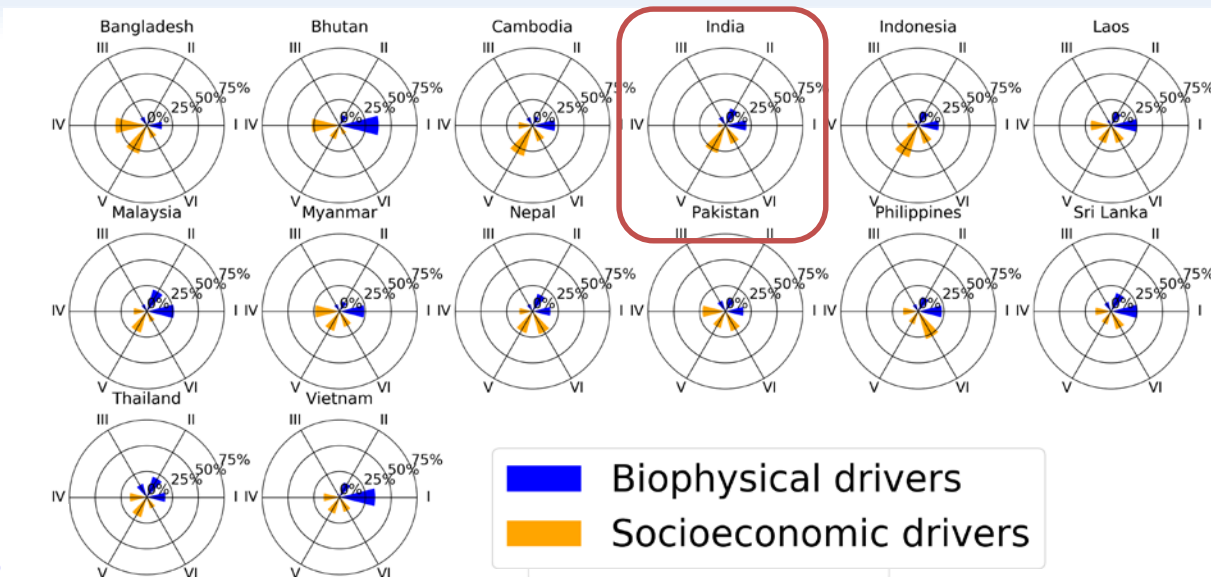 Bangladesh Bhutan Cambodia India Indonesia Laos
III II III II III II III II III II III II
75% 75% 75% 75% 75% 75%
50% 50% 50% 50% 50% 50%
25% 25% 25% 25% 25% 25%
0% 0% 0% 0% 0% 0%
IV I IV I IV I IV I IV I IV I
V VI V VI V VI V VI V VI V VI
Malaysia Myanmar Nepal Pakistan Philippines Sri Lanka
III II III II III II III II III II III II
75% 75% 75% 75% 75% 75%
50% 50% 50% 50% 50% 50%
25% 25% 25% 25% 25% 25%
0% 0% 0% 0% 0% 0%
IV I IV I IV I IV I IV I IV I
V VI V VI V VI V VI V VI V VI
Thailand Vietnam
III II III II
75% 75%
50% 50%
25% 25%
0% 0%
IV I IV I
V VI V VI
Biophysical drivers
Socioeconomic drivers